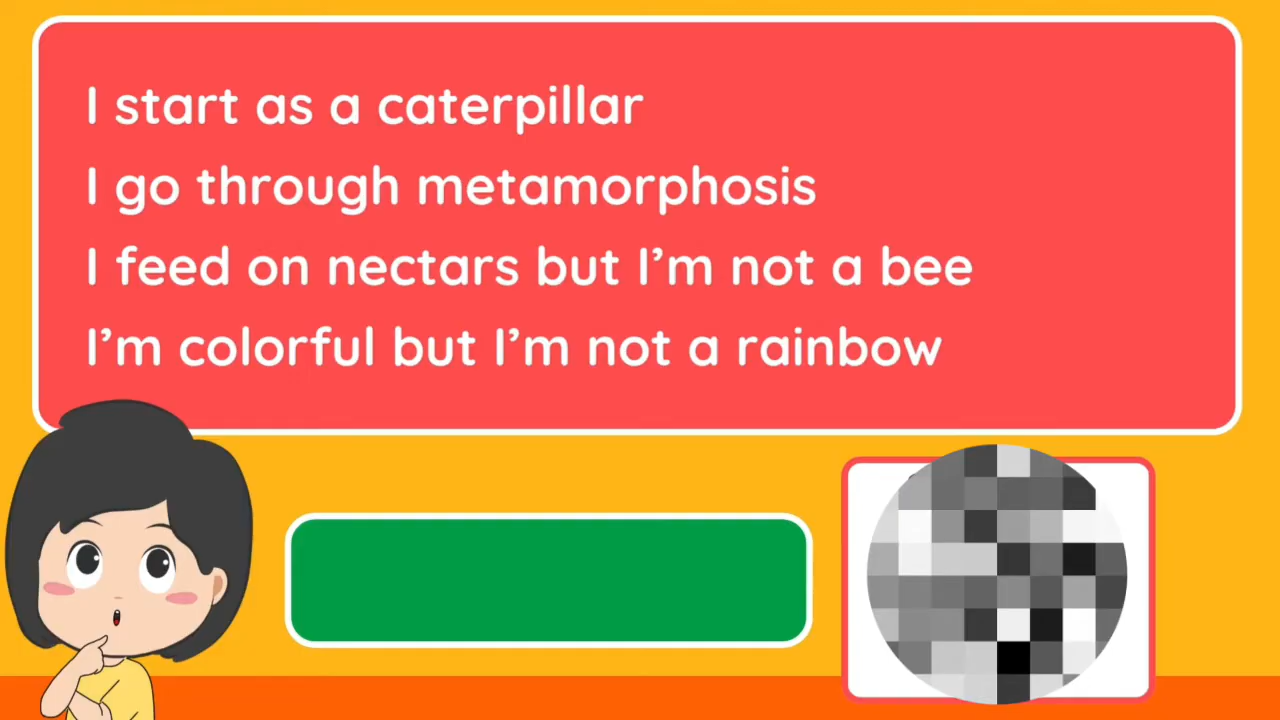 I start as a caterpillar
I go through metamorphosis
I feed on nectars but I’m not a bee
I’m colorful but I’m not a rainbow